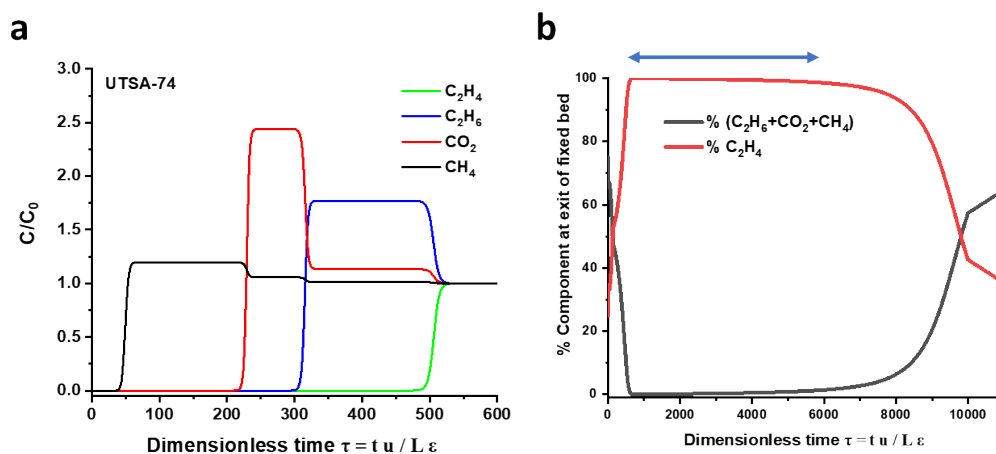 a
UTSA-74
C₂H₄
C₂H₆
CO₂
CH₄
C/C₀
3.0
2.5
2.0
1.5
1.0
0.5
0.0
0 100 200 300 400 500 600
Dimensionless time τ = t u / L ε
b
% (C₂H₆+CO₂+CH₄)
% C₂H₄
% Component at exit of fixed bed
100
80
60
40
20
0
0 2000 4000 6000 8000 10000
Dimensionless time τ = t u / L ε